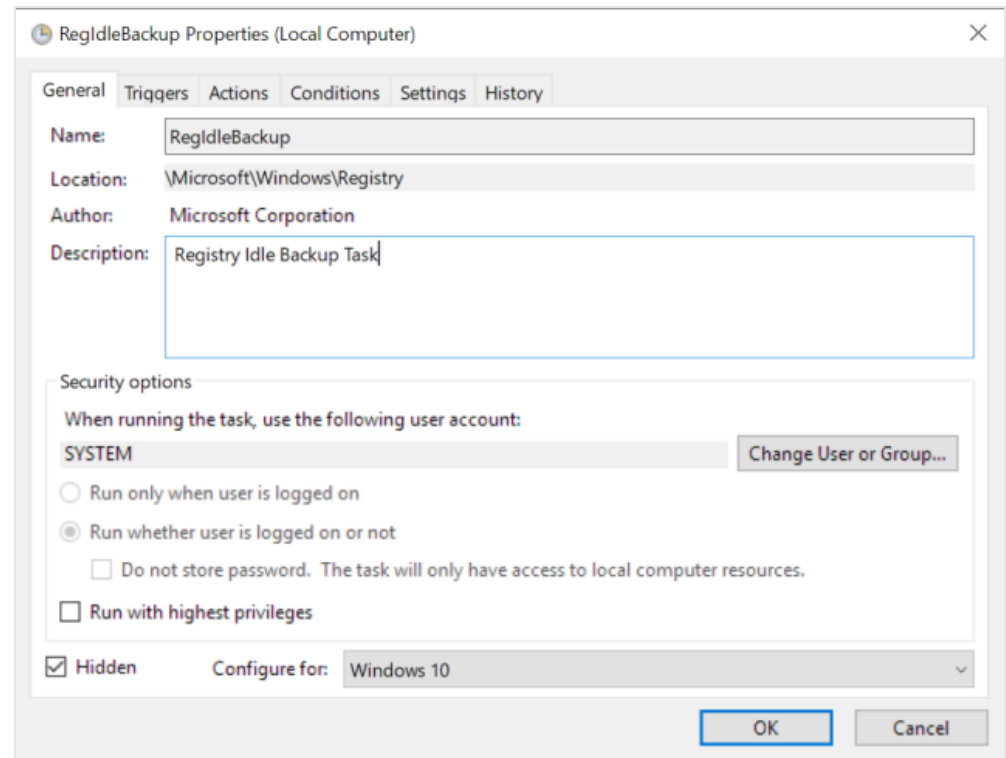 RegIdleBackup Properties (Local Computer)
General Triggers Actions Conditions Settings History
Name: RegIdleBackup
Location: \Microsoft\Windows\Registry
Author: Microsoft Corporation
Description: Registry Idle Backup Task
Security options
When running the task, use the following user account:
SYSTEM Change User or Group...
Run only when user is logged on
Run whether user is logged on or not
Do not store password. The task will only have access to local computer resources.
Run with highest privileges
Hidden Configure for: Windows 10
OK Cancel